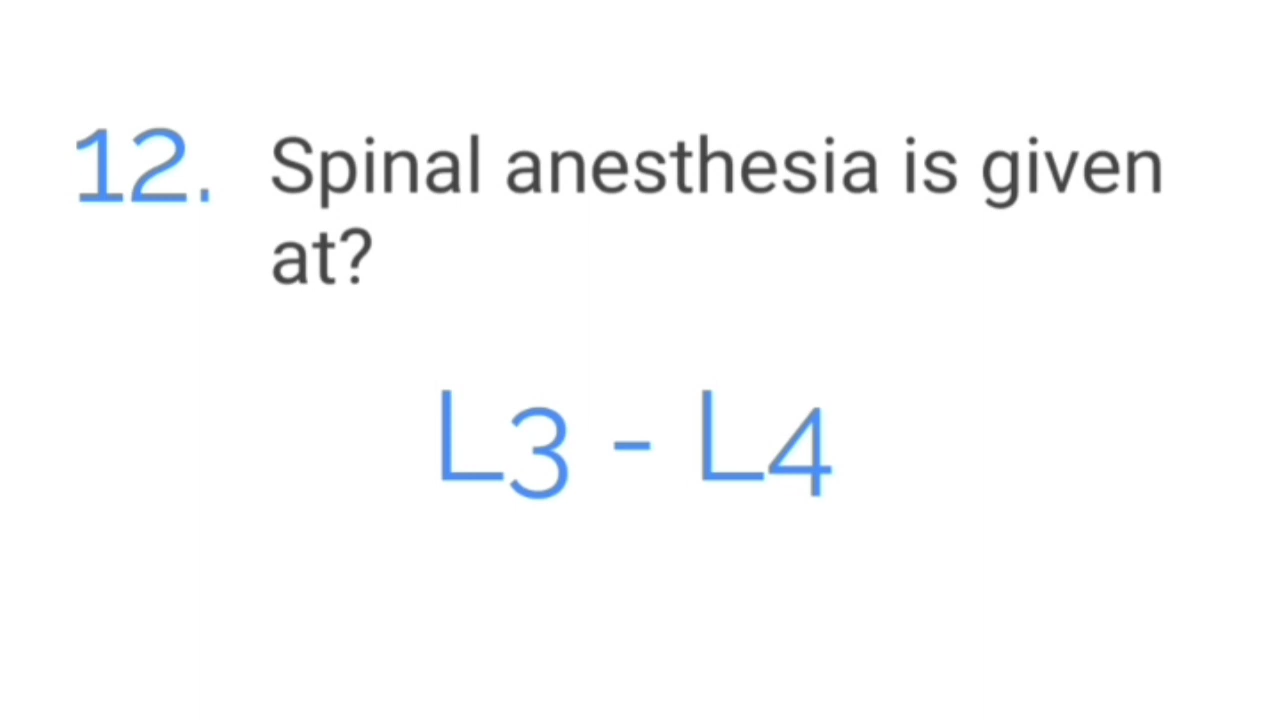 12. Spinal anesthesia is given
at?
L3 - L4